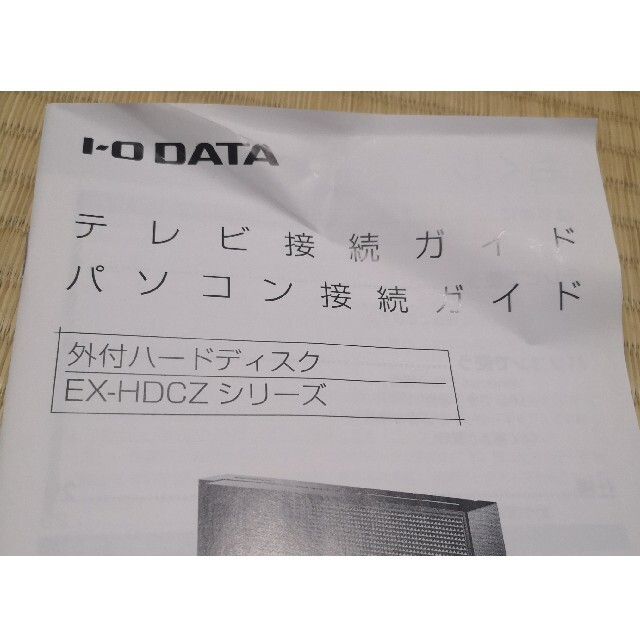 I-O DATA
テレビ接続ガイド
パソコン接続ガイド
外付ハードディスク
EX-HDCZ シリーズ